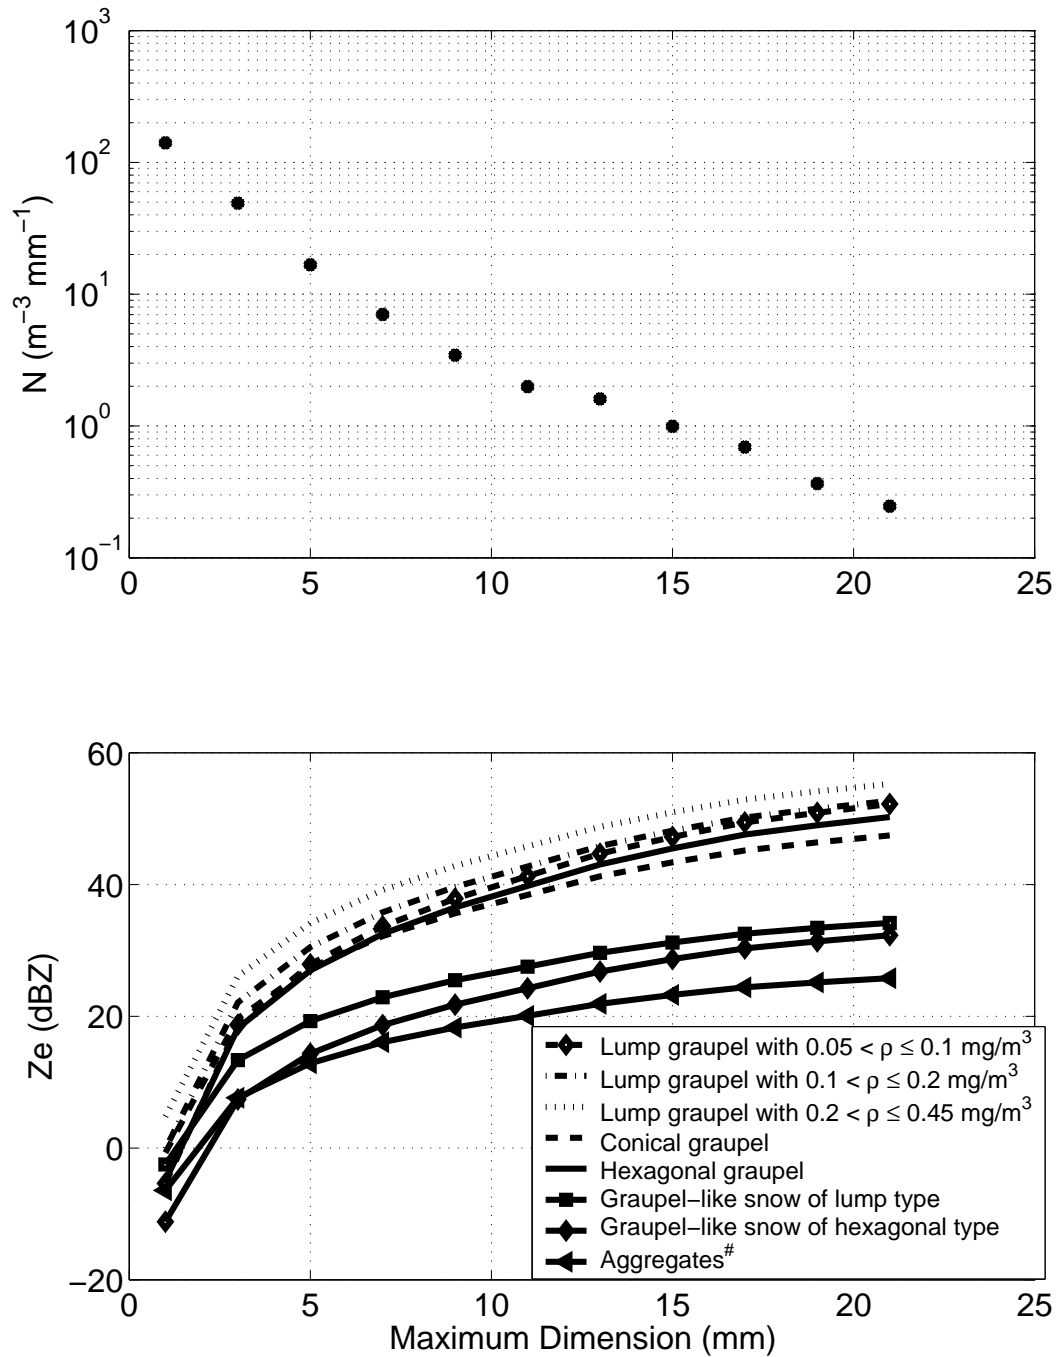 10^3
10^2
10^1
10^0
10^−1
N (m^−3 mm^−1)
0 5 10 15 20 25
60
40
20
0
−20
Ze (dBZ)
Lump graupel with 0.05 < ρ ≤ 0.1 mg/m^3
Lump graupel with 0.1 < ρ ≤ 0.2 mg/m^3
Lump graupel with 0.2 < ρ ≤ 0.45 mg/m^3
Conical graupel
Hexagonal graupel
Graupel−like snow of lump type
Graupel−like snow of hexagonal type
Aggregates^#
0 5 10 15 20 25
Maximum Dimension (mm)